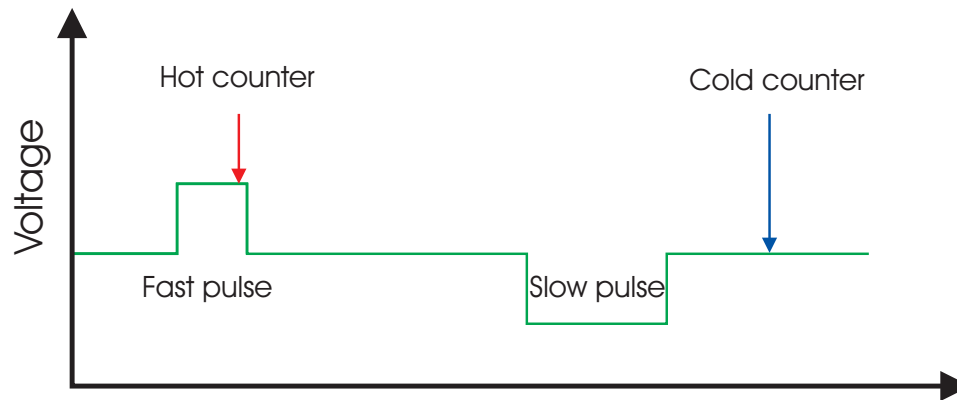 Hot counter
Cold counter
Voltage
Fast pulse
Slow pulse